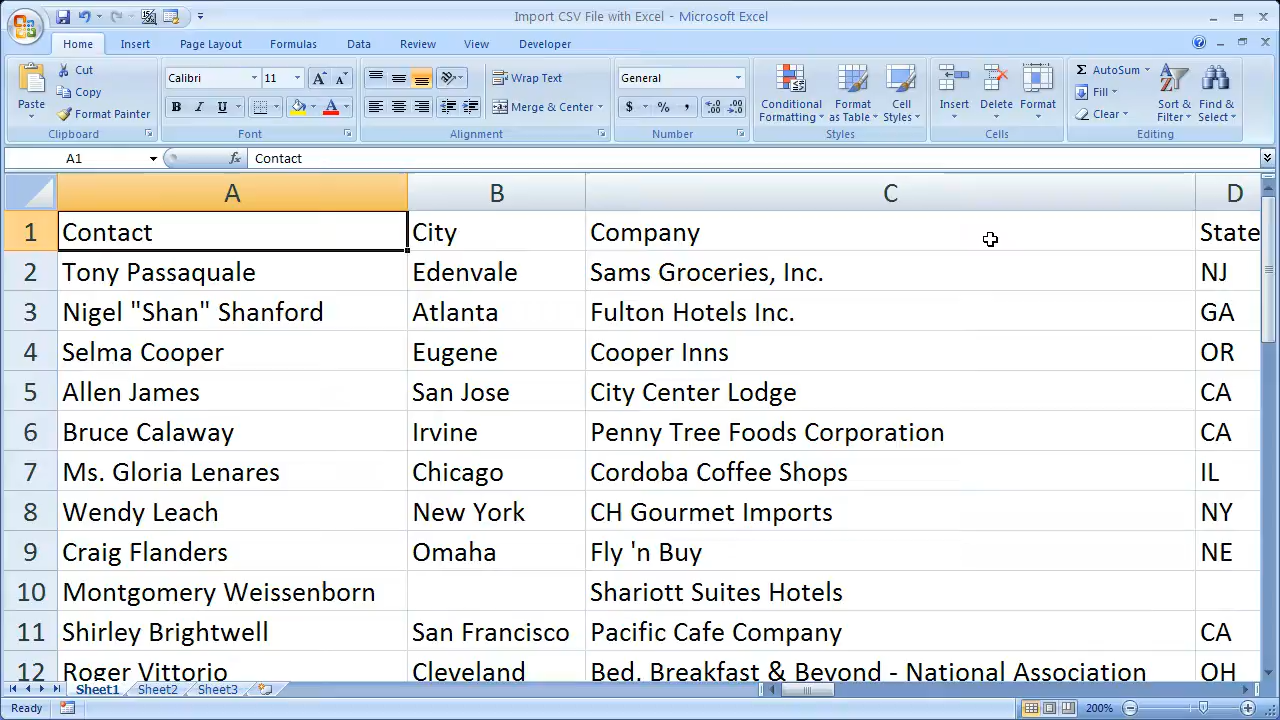 Import CSV File with Excel - Microsoft Excel
Home Insert Page Layout Formulas Data Review View Developer
Paste
Cut
Copy
Format Painter
Clipboard
Calibri 11
B I U
Font
Wrap Text
Merge & Center
Alignment
General
$ % ,
Number
Conditional Formatting
Format as Table
Cell Styles
Styles
Insert Delete Format
Cells
AutoSum
Fill
Clear
Sort & Filter
Find & Select
Editing
A1 fx Contact
A B C D
1 Contact City Company State
2 Tony Passaquale Edenvale Sams Groceries, Inc. NJ
3 Nigel "Shan" Shanford Atlanta Fulton Hotels Inc. GA
4 Selma Cooper Eugene Cooper Inns OR
5 Allen James San Jose City Center Lodge CA
6 Bruce Calaway Irvine Penny Tree Foods Corporation CA
7 Ms. Gloria Lenares Chicago Cordoba Coffee Shops IL
8 Wendy Leach New York CH Gourmet Imports NY
9 Craig Flanders Omaha Fly 'n Buy NE
10 Montgomery Weissenborn Shariott Suites Hotels
11 Shirley Brightwell San Francisco Pacific Cafe Company CA
12 Roger Vittorio Cleveland Bed, Breakfast & Beyond - National Association OH
Sheet1 Sheet2 Sheet3
Ready 200%